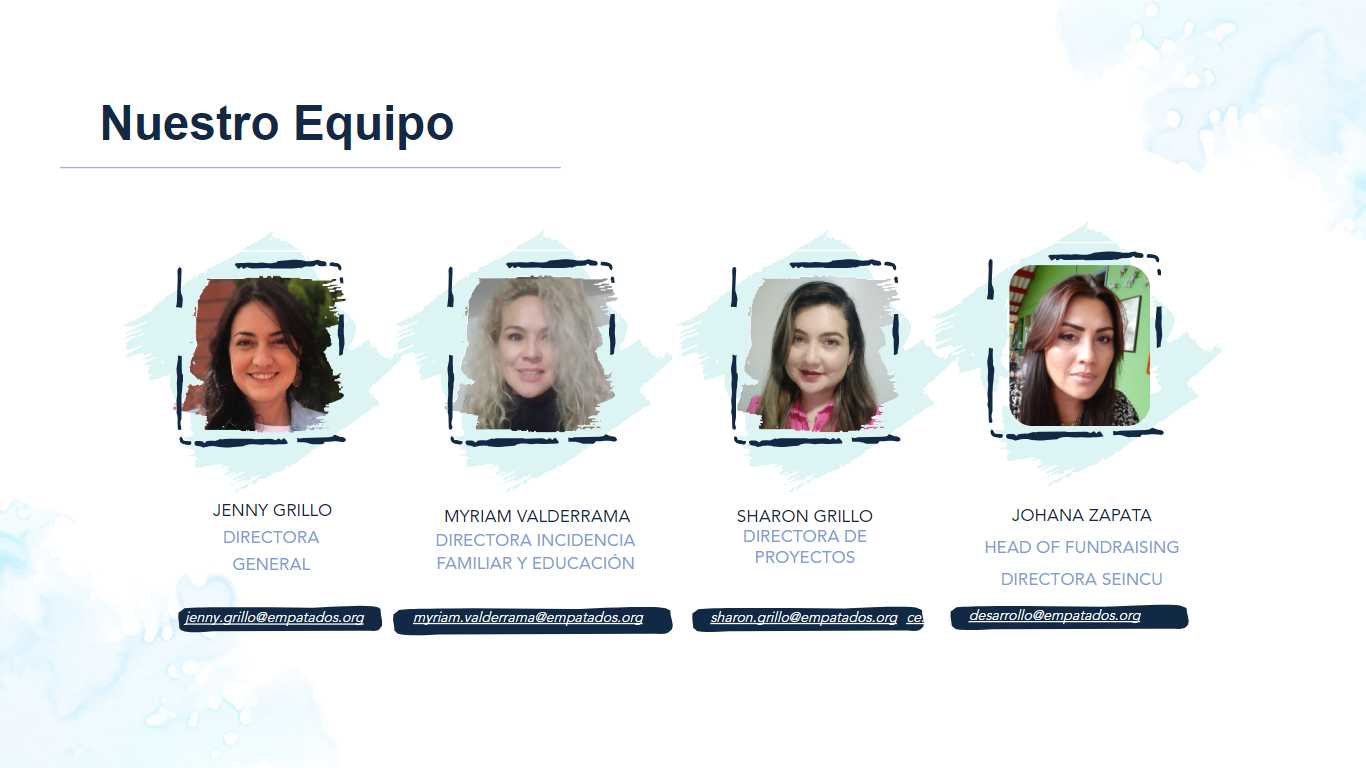 Nuestro Equipo
JENNY GRILLO
DIRECTORA
GENERAL
jenny.grillo@empatados.org
MYRIAM VALDERRAMA
DIRECTORA INCIDENCIA
FAMILIAR Y EDUCACIÓN
myriam.valderrama@empatados.org
SHARON GRILLO
DIRECTORA DE
PROYECTOS
sharon.grillo@empatados.org
JOHANA ZAPATA
HEAD OF FUNDRAISING
DIRECTORA SEINCU
desarrollo@empatados.org